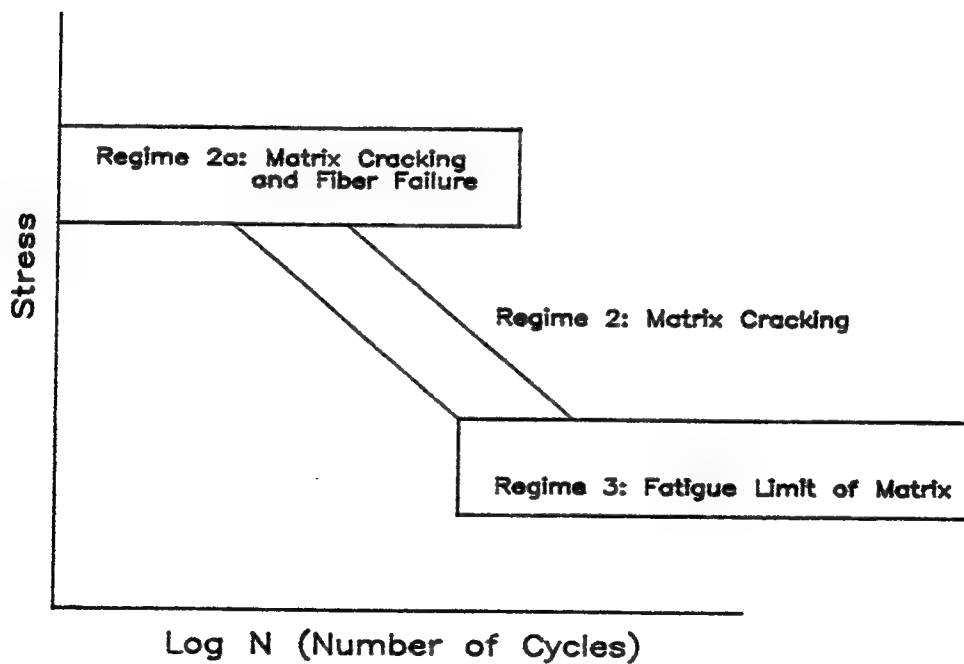 Regime 2a: Matrix Cracking
and Fiber Failure
Stress
Regime 2: Matrix Cracking
Regime 3: Fatigue Limit of Matrix
Log N (Number of Cycles)